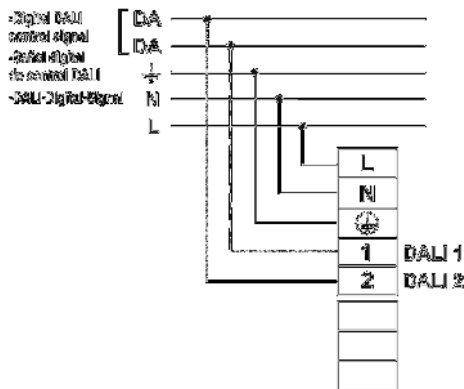 -Digital DALI
control signal
-Señal digital
de control DALI
-DALI-Digital-Signal
DA
DA
N
L
L
N
1 DALI 1
2 DALI 2